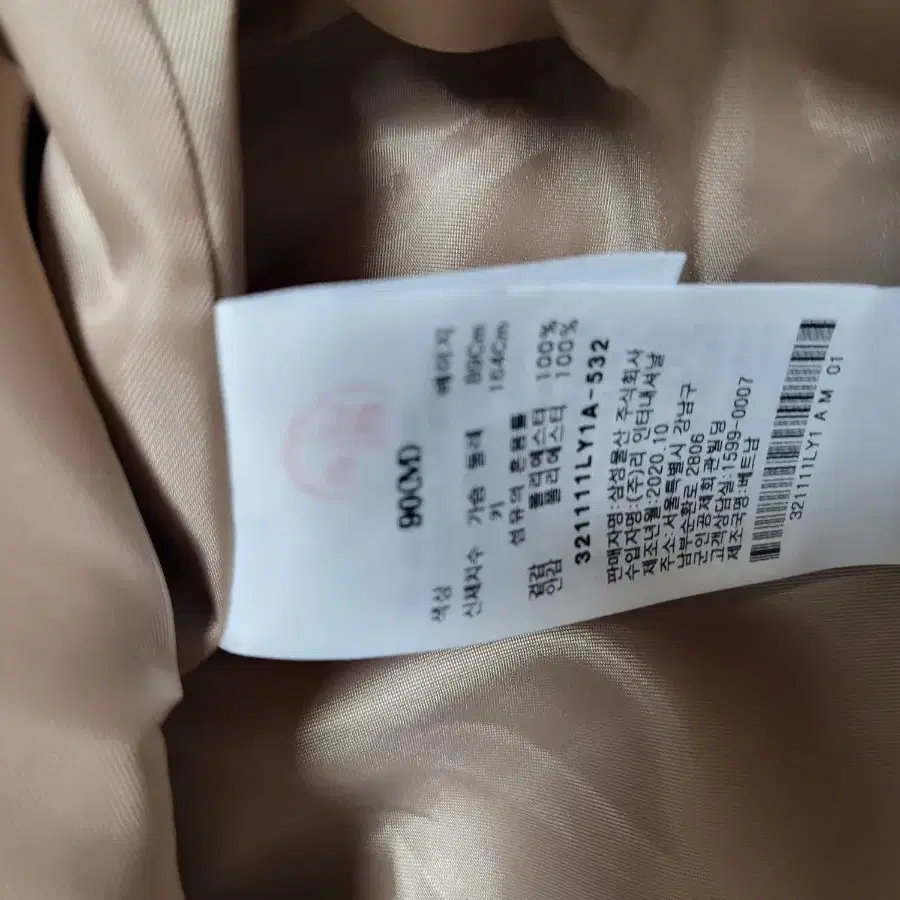 90(M)
색상 베이지
신체치수 가슴 둘레 89Cm
키 164Cm
섬유의 혼용률
겉감 폴리에스터 100%
안감 폴리에스터 100%
321111LY1A-532
판매자명:삼성물산 주식회사
수입자명:(주)리 인터내셔날
제조년월:2020.10
주소:서울특별시 강남구
남부순환로 2806
군인공제회관빌딩
고객상담실:1599-0007
제조국명:베트남
321111LY1 A M 01